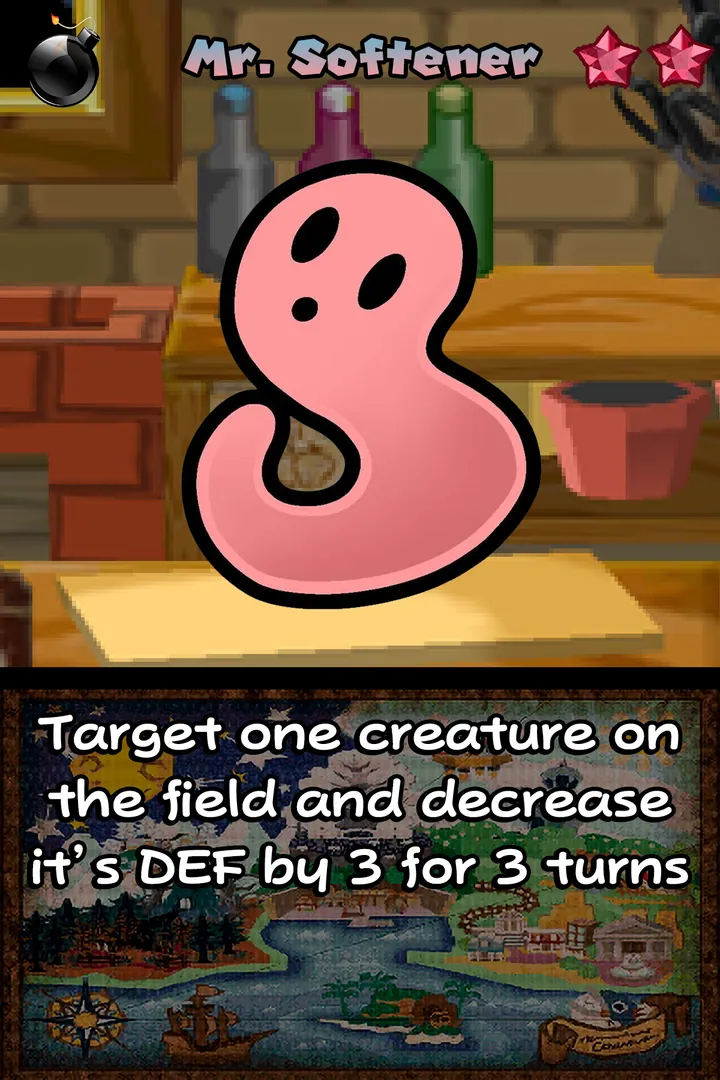 Mr. Softener
Target one creature on
the field and decrease
it's DEF by 3 for 3 turns